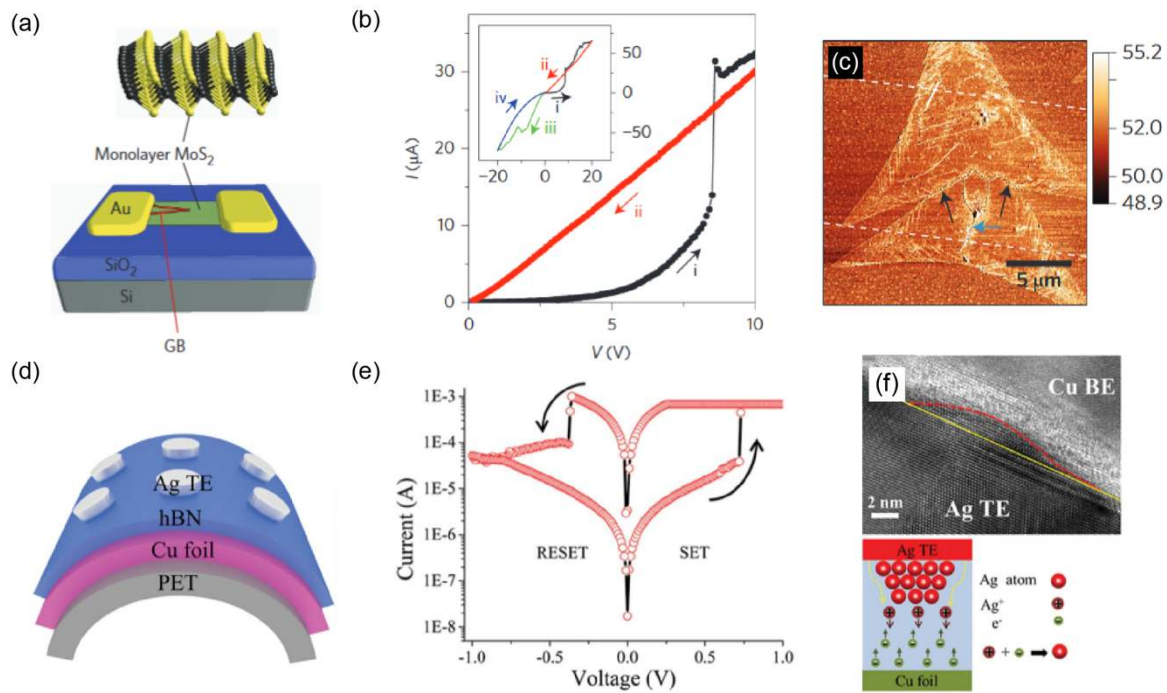 (a)
Monolayer MoS₂
Au
SiO₂
Si
GB
(b)
I (μA)
30
20
10
0
0
5
10
V (V)
i
ii
50
0
−50
−20
0
20
i
ii
iii
iv
(c)
55.2
52.0
50.0
48.9
5 μm
(d)
Ag TE
hBN
Cu foil
PET
(e)
Current (A)
1E-3
1E-4
1E-5
1E-6
1E-7
1E-8
RESET
SET
-1.0
-0.5
0.0
0.5
1.0
Voltage (V)
(f)
Cu BE
2 nm
Ag TE
Ag TE
Cu foil
Ag atom
Ag⁺
e⁻
+ − + −